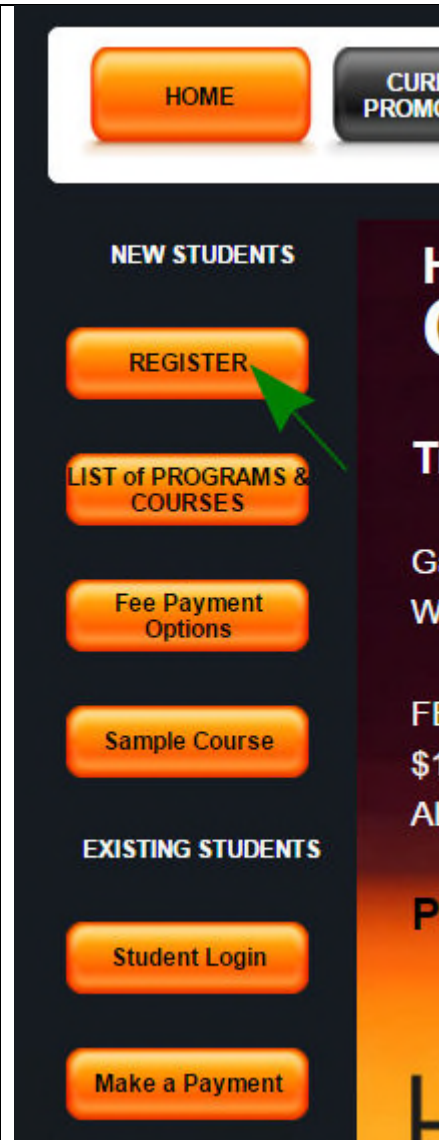 HOME
NEW STUDENTS
REGISTER
LIST of PROGRAMS &
COURSES
Fee Payment
Options
Sample Course
EXISTING STUDENTS
Student Login
Make a Payment
$1